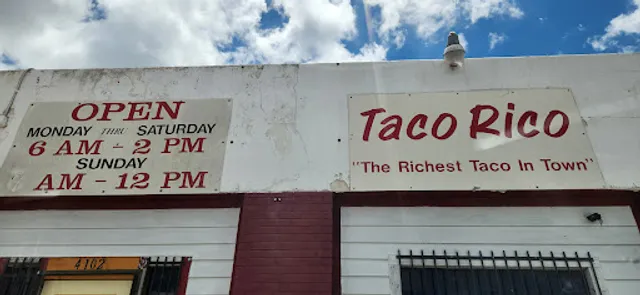 OPEN
MONDAY THRU SATURDAY
6 AM - 2 PM
SUNDAY
AM - 12 PM
Taco Rico
"The Richest Taco In Town"
4102